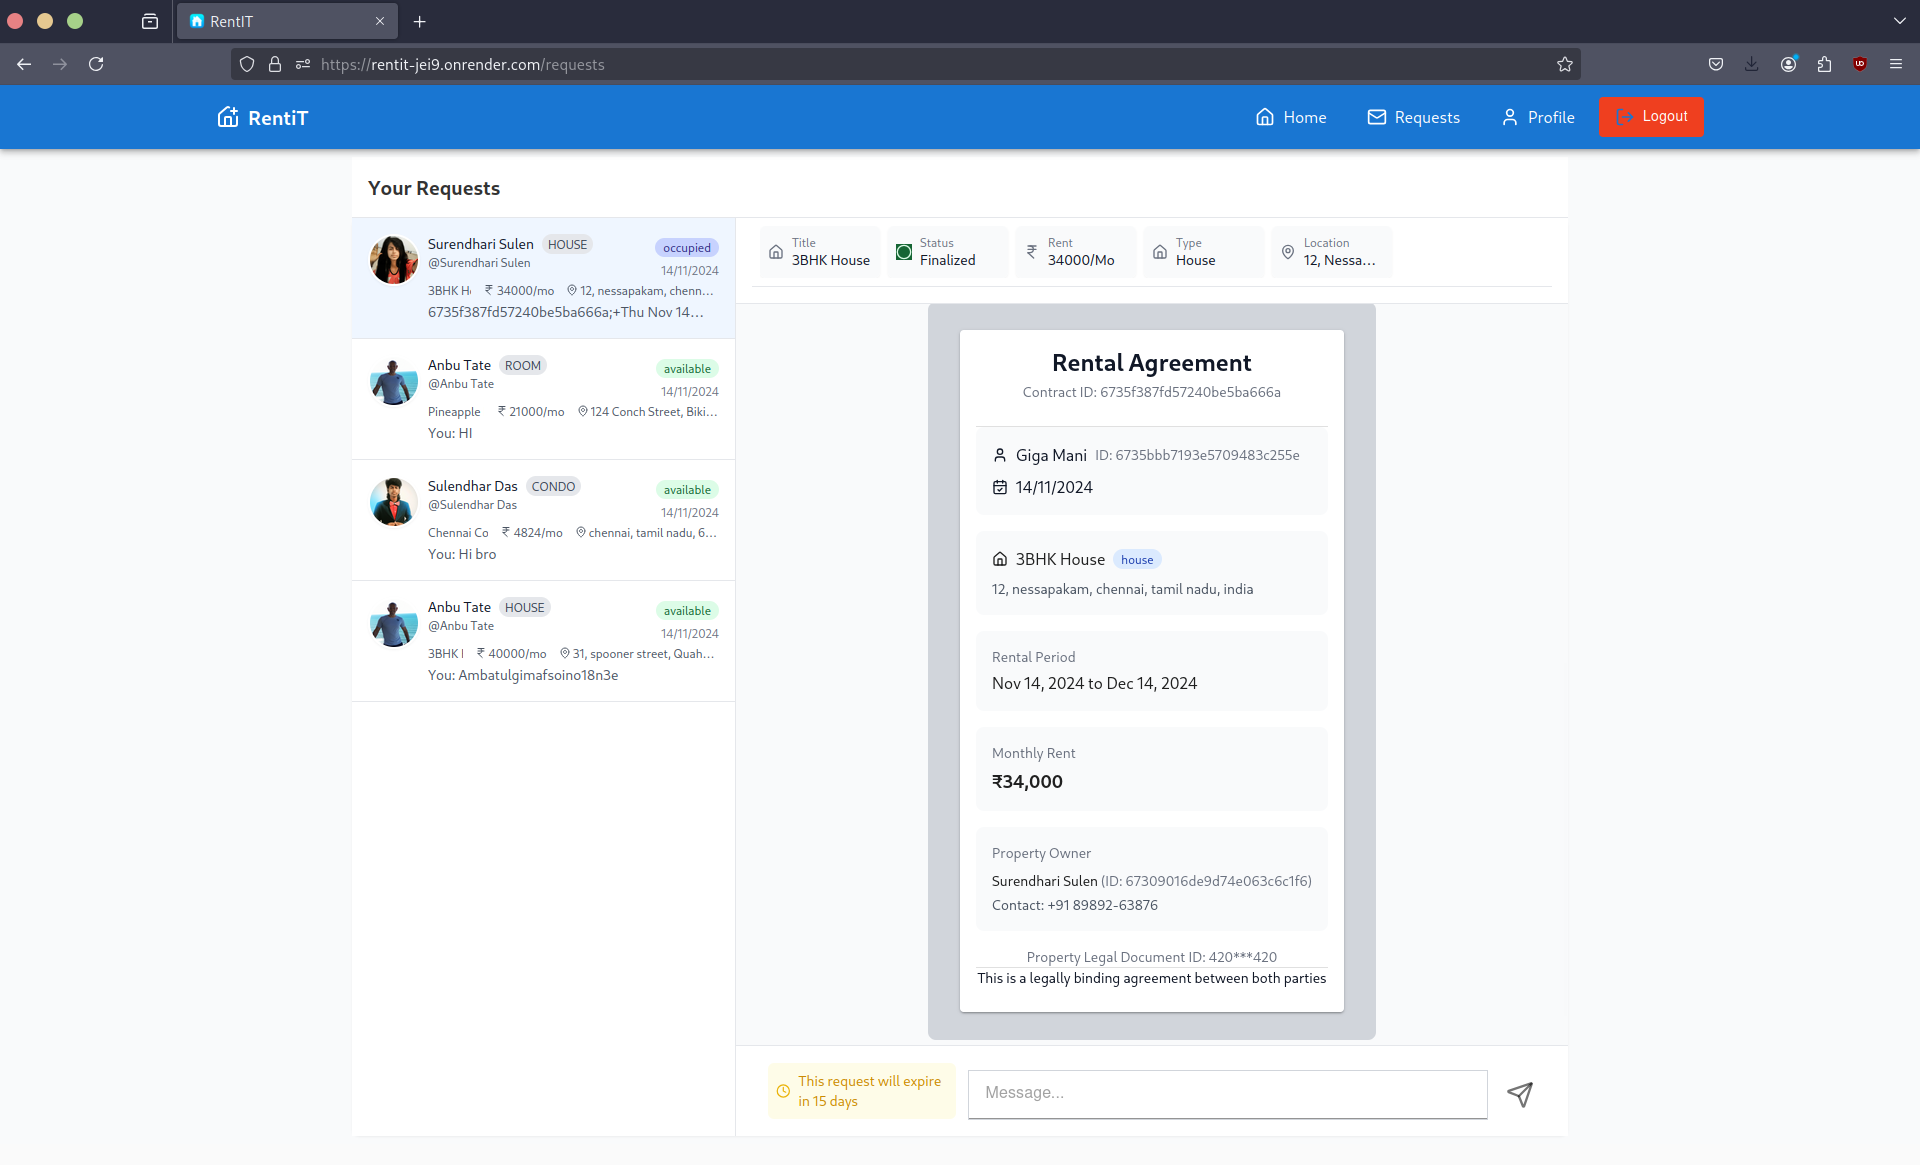 RentIT
https://rentit-jei9.onrender.com/requests
RentiT
Home
Requests
Profile
Logout
Your Requests
Surendhari Sulen HOUSE
occupied
@Surendhari Sulen
14/11/2024
3BHK H ₹ 34000/mo 12, nessapakam, chenn...
6735f387fd57240be5ba666a;+Thu Nov 14...
Anbu Tate ROOM
available
@Anbu Tate
14/11/2024
Pineapple ₹ 21000/mo 124 Conch Street, Biki...
You: HI
Sulendhar Das CONDO
available
@Sulendhar Das
14/11/2024
Chennai Co ₹ 4824/mo chennai, tamil nadu, 6...
You: Hi bro
Anbu Tate HOUSE
available
@Anbu Tate
14/11/2024
3BHK ₹ 40000/mo 31, spooner street, Quah...
You: Ambatulgimafsoino18n3e
Title
3BHK House
Status
Finalized
₹ Rent
34000/Mo
Type
House
Location
12, Nessa...
Rental Agreement
Contract ID: 6735f387fd57240be5ba666a
Giga Mani ID: 6735bbb7193e5709483c255e
14/11/2024
3BHK House house
12, nessapakam, chennai, tamil nadu, india
Rental Period
Nov 14, 2024 to Dec 14, 2024
Monthly Rent
₹34,000
Property Owner
Surendhari Sulen (ID: 67309016de9d74e063c6c1f6)
Contact: +91 89892-63876
Property Legal Document ID: 420***420
This is a legally binding agreement between both parties
This request will expire
in 15 days
Message...